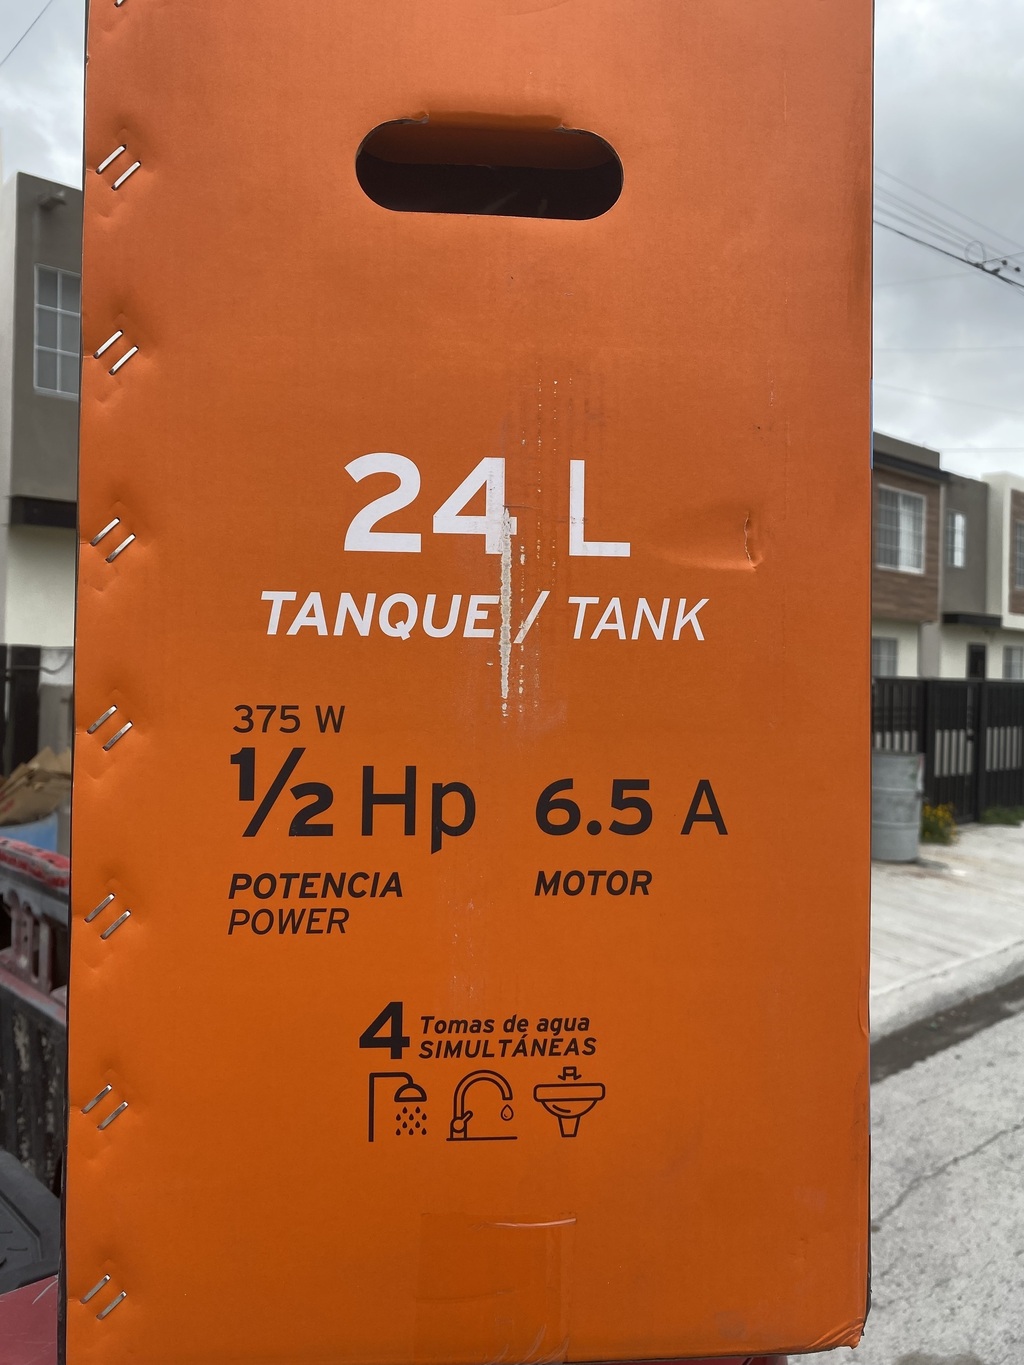 24 L
TANQUE / TANK
375 W
½ Hp
6.5 A
POTENCIA
POWER
MOTOR
4 Tomas de agua
SIMULTÁNEAS